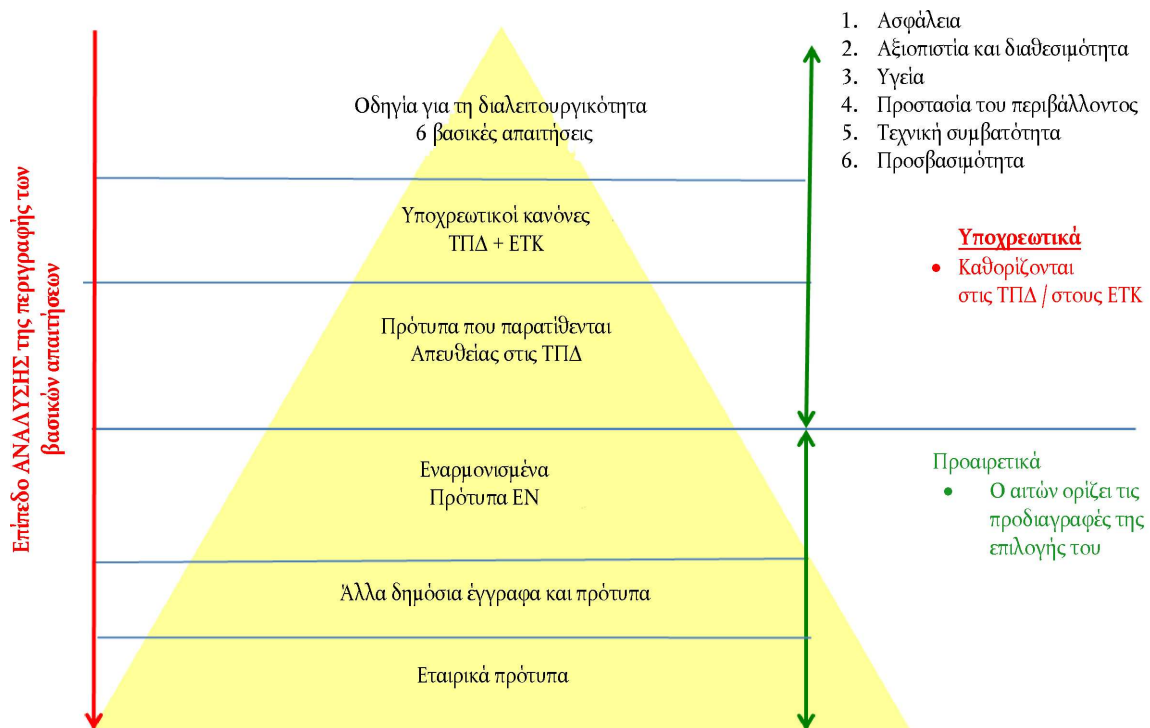 1. Ασφάλεια
2. Αξιοπιστία και διαθεσιμότητα
3. Υγεία
4. Προστασία του περιβάλλοντος
5. Τεχνική συμβατότητα
6. Προσβασιμότητα
Οδηγία για τη διαλειτουργικότητα
6 βασικές απαιτήσεις
Υποχρεωτικοί κανόνες
ΤΠΔ + ΕΤΚ
Πρότυπα που παρατίθενται
Απευθείας στις ΤΠΔ
Εναρμονισμένα
Πρότυπα EN
Άλλα δημόσια έγγραφα και πρότυπα
Εταιρικά πρότυπα
Υποχρεωτικά
• Καθορίζονται
στις ΤΠΔ / στους ΕΤΚ
Προαιρετικά
• Ο αιτών ορίζει τις
προδιαγραφές της
επιλογής του
Επίπεδο ΑΝΑΛΥΣΗΣ της περιγραφής των
βασικών απαιτήσεων